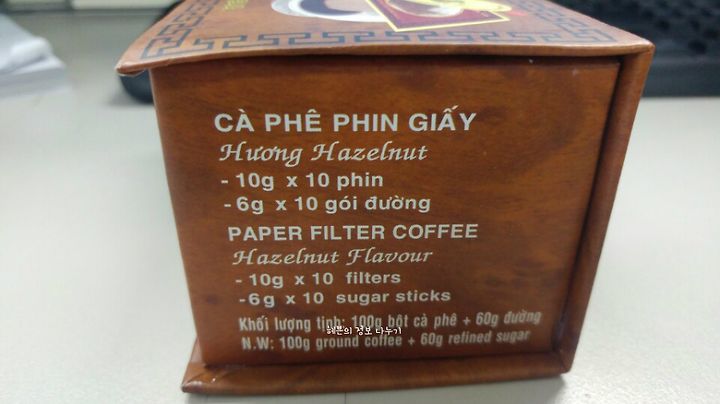 CÀ PHÊ PHIN GIẤY
Hương Hazelnut
- 10g x 10 phin
- 6g x 10 gói đường
PAPER FILTER COFFEE
Hazelnut Flavour
- 10g x 10 filters
- 6g x 10 sugar sticks
Khối lượng tịnh: 100g bột cà phê + 60g đường
N.W: 100g ground coffee + 60g refined sugar